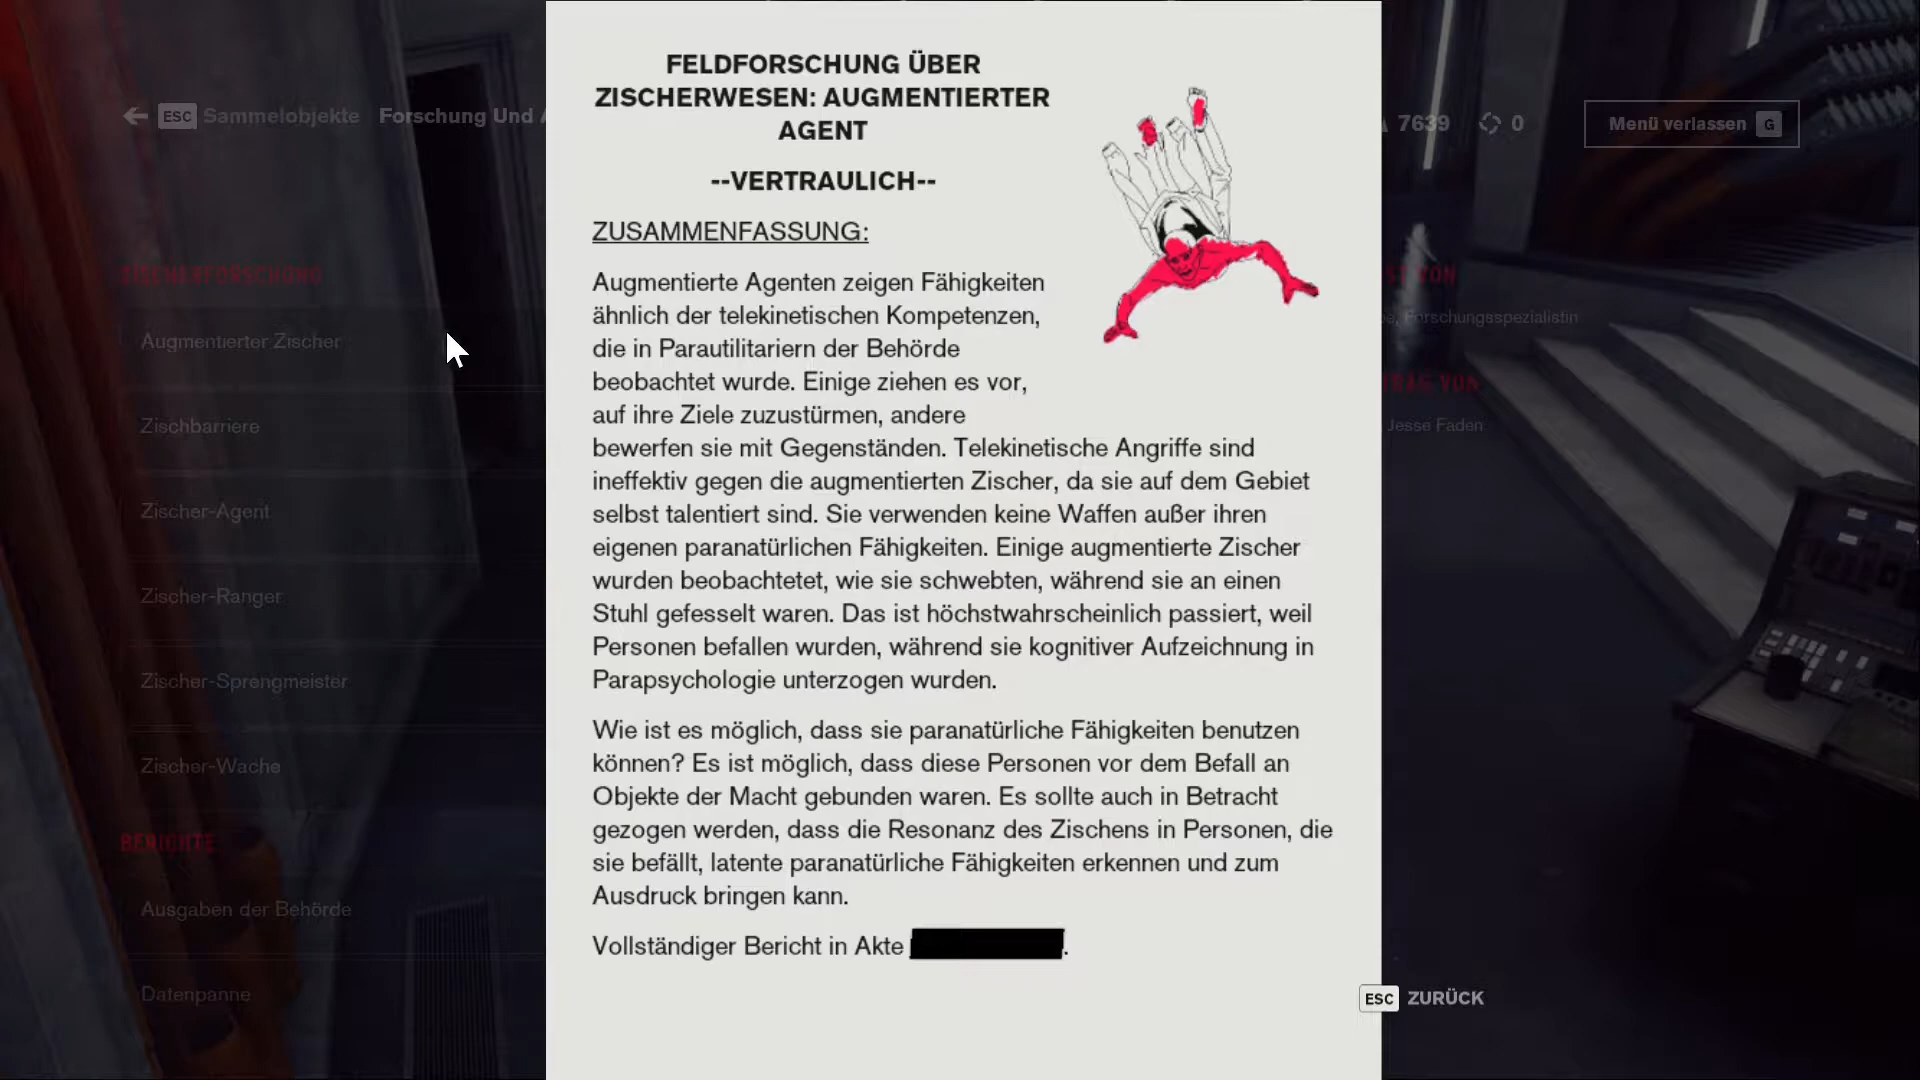 FELDFORSCHUNG ÜBER
ZISCHERWESEN: AUGMENTIERTER
AGENT
--VERTRAULICH--
ZUSAMMENFASSUNG:
Augmentierte Agenten zeigen Fähigkeiten
ähnlich der telekinetischen Kompetenzen,
die in Parautilitariern der Behörde
beobachtet wurde. Einige ziehen es vor,
auf ihre Ziele zuzustürmen, andere
bewerfen sie mit Gegenständen. Telekinetische Angriffe sind
ineffektiv gegen die augmentierten Zischer, da sie auf dem Gebiet
selbst talentiert sind. Sie verwenden keine Waffen außer ihren
eigenen paranatürlichen Fähigkeiten. Einige augmentierte Zischer
wurden beobachtetet, wie sie schwebten, während sie an einen
Stuhl gefesselt waren. Das ist höchstwahrscheinlich passiert, weil
Personen befallen wurden, während sie kognitiver Aufzeichnung in
Parapsychologie unterzogen wurden.
Wie ist es möglich, dass sie paranatürliche Fähigkeiten benutzen
können? Es ist möglich, dass diese Personen vor dem Befall an
Objekte der Macht gebunden waren. Es sollte auch in Betracht
gezogen werden, dass die Resonanz des Zischens in Personen, die
sie befällt, latente paranatürliche Fähigkeiten erkennen und zum
Ausdruck bringen kann.
Vollständiger Bericht in Akte .
ESC Sammelobjekte Forschung Und
ZISCHERFORSCHUNG
Augmentierter Zischer
Zischbarriere
Zischer-Agent
Zischer-Ranger
Zischer-Sprengmeister
Zischer-Wache
BERICHTE
Ausgaben der Behörde
Datenpanne
7639 0
Menü verlassen G
VON
Forschungsspezialistin
VON
Jesse Faden
ESC ZURÜCK